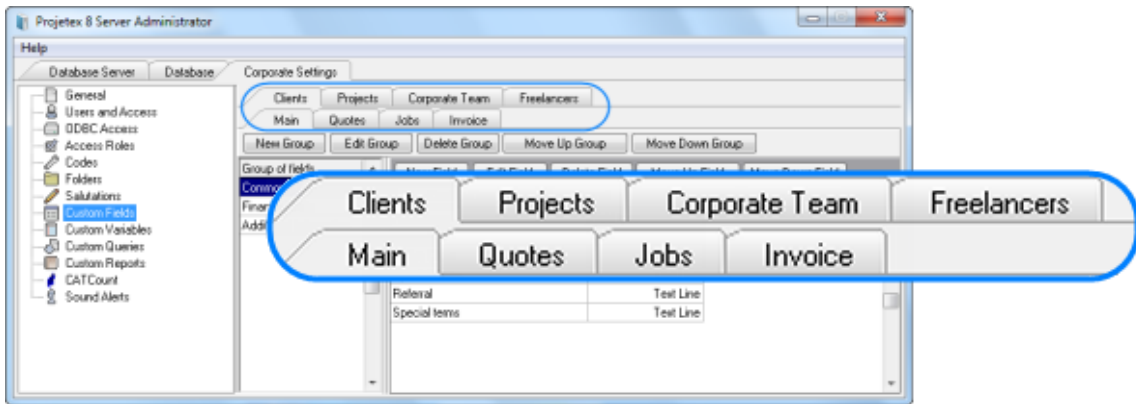 Projetex 8 Server Administrator
Help
Database Server Database Corporate Settings
General
Users and Access
ODBC Access
Access Roles
Codes
Folders
Salutations
Custom Fields
Custom Variables
Custom Queries
Custom Reports
CATCount
Sound Alerts
Clients Projects Corporate Team Freelancers
Main Quotes Jobs Invoice
New Group Edit Group Delete Group Move Up Group Move Down Group
Group of fields
Clients Projects Corporate Team Freelancers
Main Quotes Jobs Invoice
Referral Text Line
Special terms Text Line